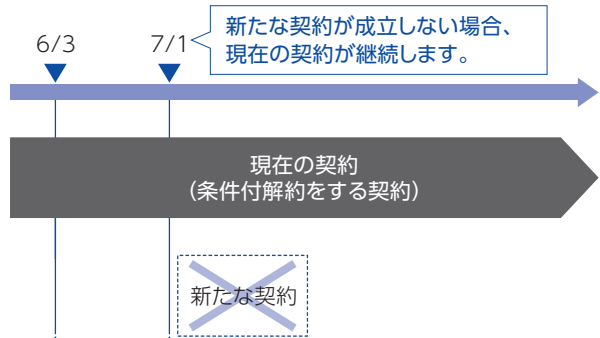 新たな契約が成立しない場合、
現在の契約が継続します。
6/3
7/1
現在の契約
（条件付解約をする契約）
新たな契約